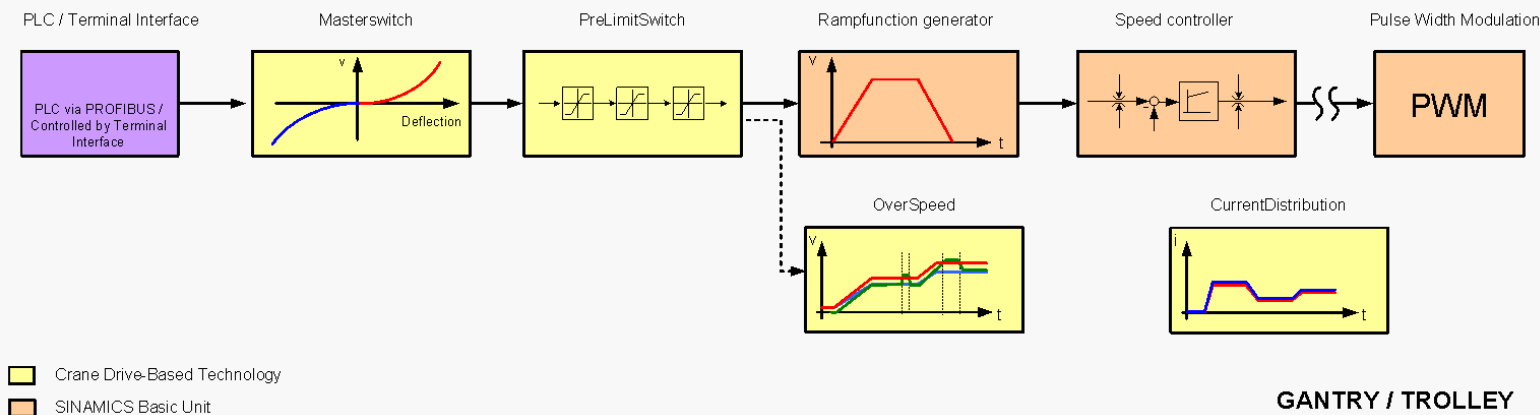 PLC / Terminal Interface
Masterswitch
PreLimitSwitch
Rampfunction generator
Speed controller
Pulse Width Modulation
PLC via PROFIBUS /
Controlled by Terminal
Interface
v
Deflection
v
t
-
PWM
OverSpeed
CurrentDistribution
v
t
i
t
Crane Drive-Based Technology
SINAMICS Basic Unit
GANTRY / TROLLEY